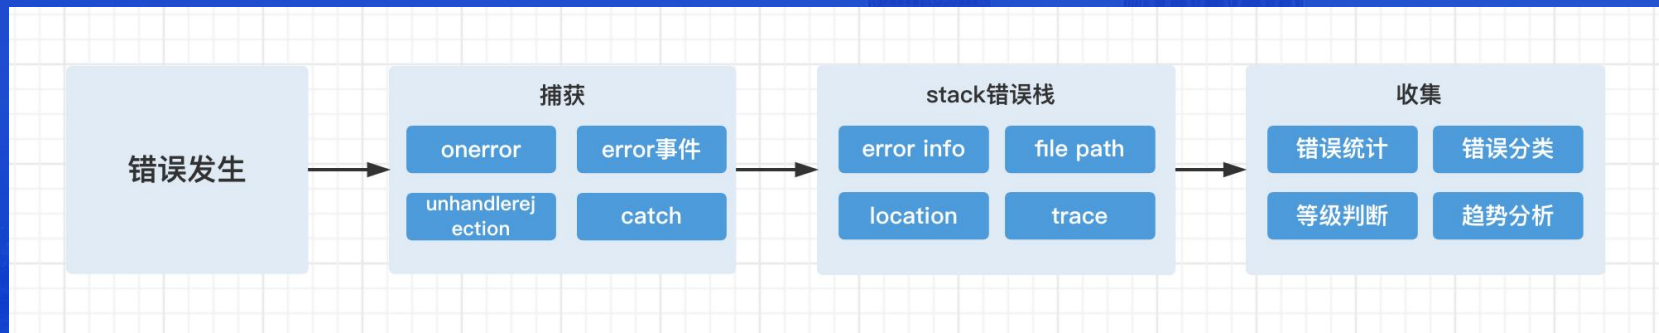 错误发生
捕获
onerror
error事件
unhandlerej
ection
catch
stack错误栈
error info
file path
location
trace
收集
错误统计
错误分类
等级判断
趋势分析